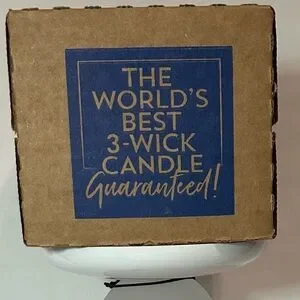 THE
WORLD'S
BEST
3-WICK
CANDLE
Guaranteed!